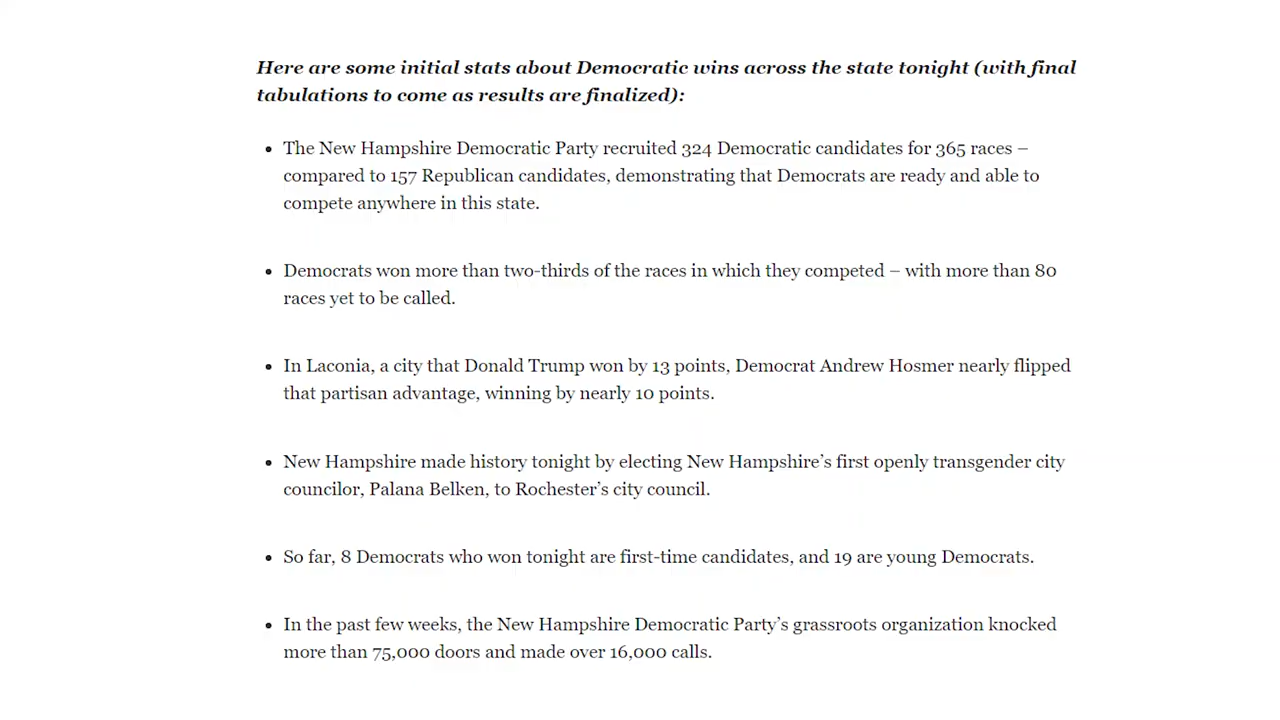 Here are some initial stats about Democratic wins across the state tonight (with final
tabulations to come as results are finalized):
• The New Hampshire Democratic Party recruited 324 Democratic candidates for 365 races –
compared to 157 Republican candidates, demonstrating that Democrats are ready and able to
compete anywhere in this state.
• Democrats won more than two-thirds of the races in which they competed – with more than 80
races yet to be called.
• In Laconia, a city that Donald Trump won by 13 points, Democrat Andrew Hosmer nearly flipped
that partisan advantage, winning by nearly 10 points.
• New Hampshire made history tonight by electing New Hampshire’s first openly transgender city
councilor, Palana Belken, to Rochester’s city council.
• So far, 8 Democrats who won tonight are first-time candidates, and 19 are young Democrats.
• In the past few weeks, the New Hampshire Democratic Party’s grassroots organization knocked
more than 75,000 doors and made over 16,000 calls.